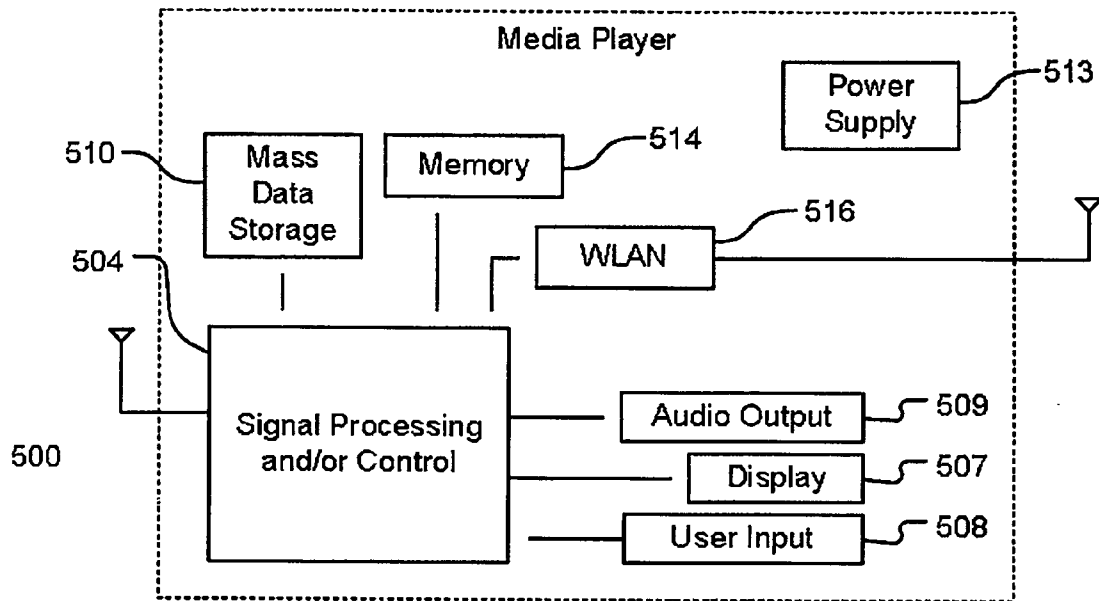 Media Player
Power
Supply
513
510
Mass
Data
Storage
Memory
514
516
WLAN
504
Signal Processing
and/or Control
500
Audio Output
509
Display
507
User Input
508